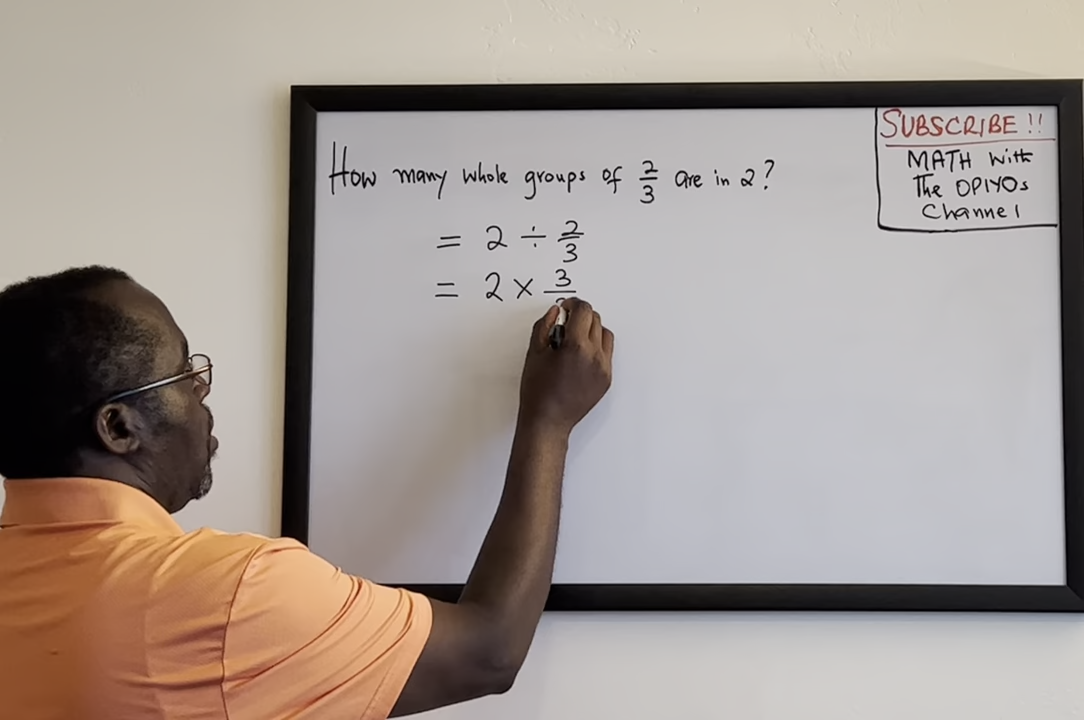 How many whole groups of 2/3 are in 2?
= 2 ÷ 2/3
= 2 × 3/
SUBSCRIBE !!
MATH with
The OPIYOs
Channel